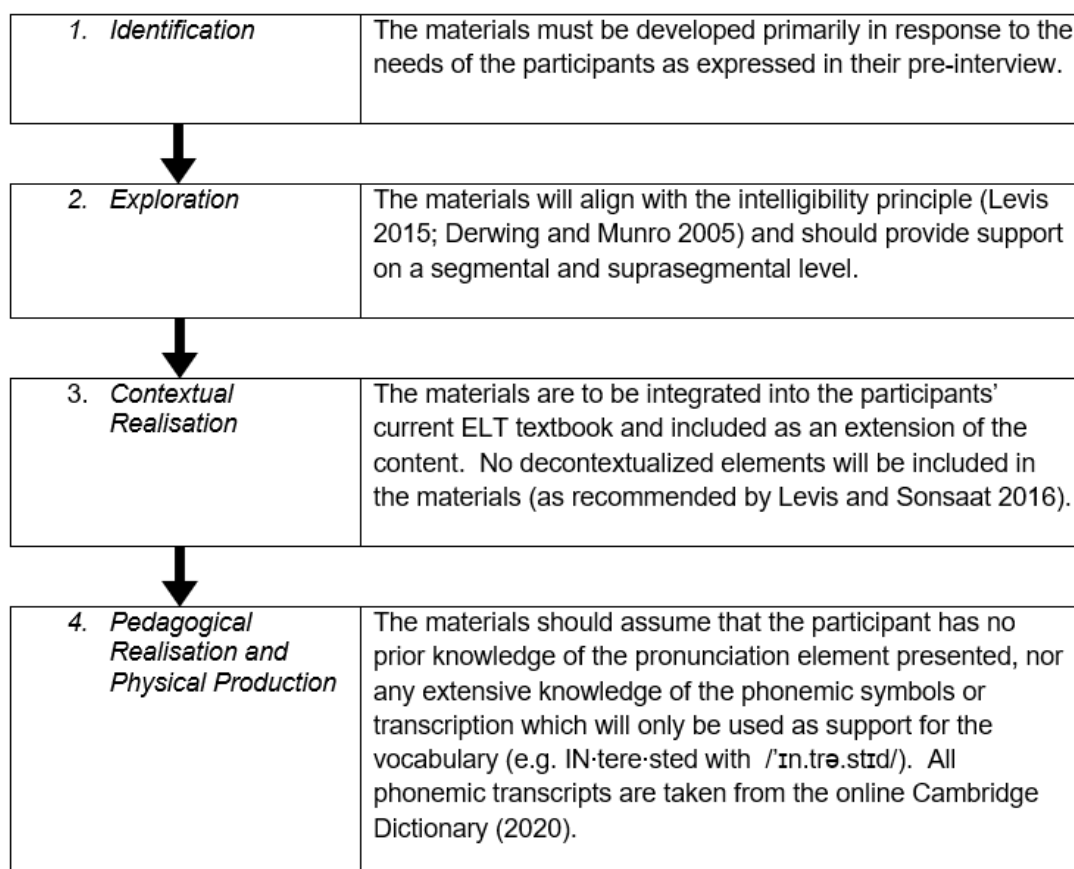 1. Identification
The materials must be developed primarily in response to the
needs of the participants as expressed in their pre-interview.
2. Exploration
The materials will align with the intelligibility principle (Levis
2015; Derwing and Munro 2005) and should provide support
on a segmental and suprasegmental level.
3. Contextual
Realisation
The materials are to be integrated into the participants’
current ELT textbook and included as an extension of the
content. No decontextualized elements will be included in
the materials (as recommended by Levis and Sonsaat 2016).
4. Pedagogical
Realisation and
Physical Production
The materials should assume that the participant has no
prior knowledge of the pronunciation element presented, nor
any extensive knowledge of the phonemic symbols or
transcription which will only be used as support for the
vocabulary (e.g. IN·tere·sted with /'ɪn.trə.stɪd/). All
phonemic transcripts are taken from the online Cambridge
Dictionary (2020).